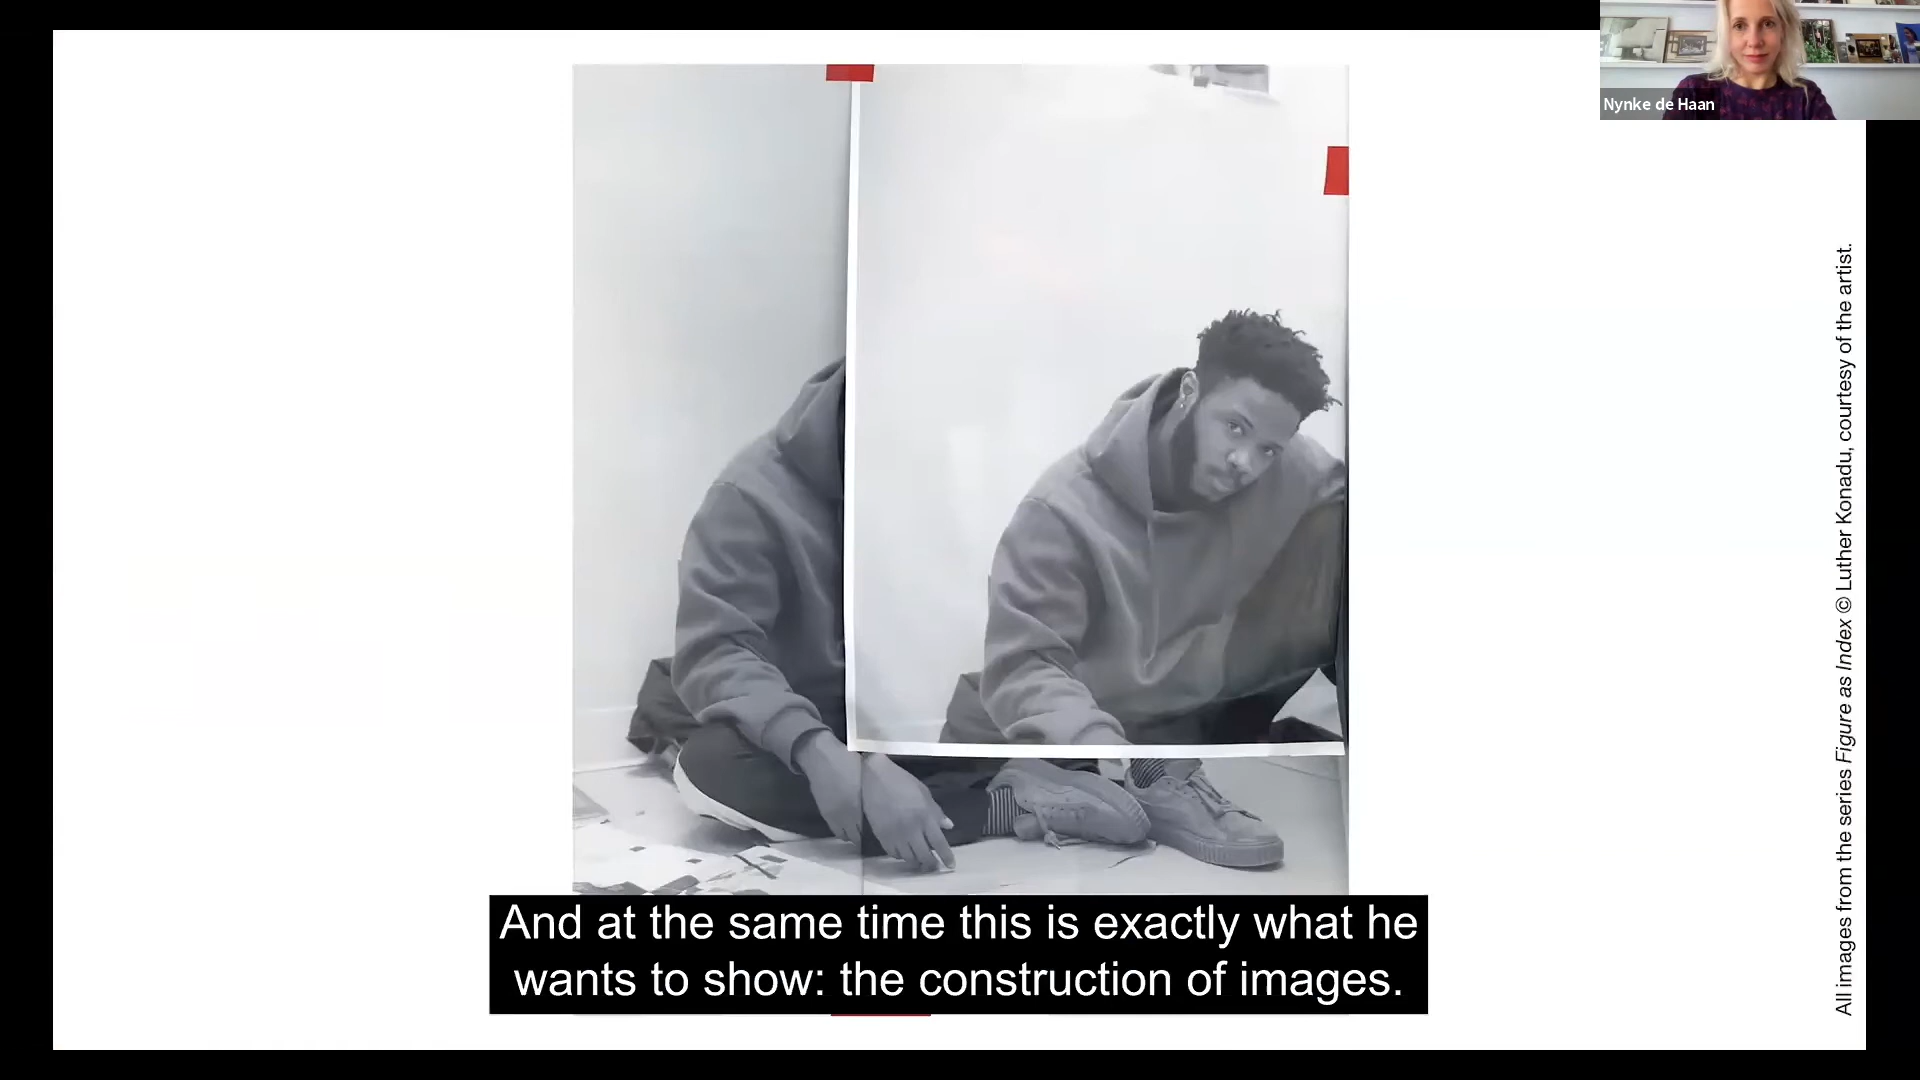 Nynke de Haan
All images from the series Figure as Index © Luther Konadu, courtesy of the artist.
And at the same time this is exactly what he
wants to show: the construction of images.